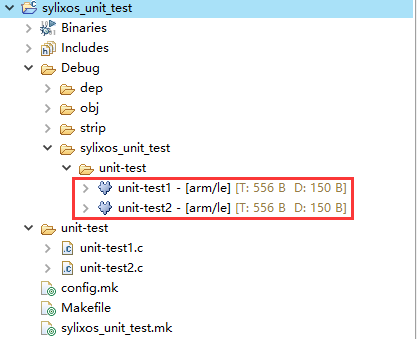 sylixos_unit_test
Binaries
Includes
Debug
dep
obj
strip
sylixos_unit_test
unit-test
unit-test1 - [arm/le] [T: 556 B D: 150 B]
unit-test2 - [arm/le] [T: 556 B D: 150 B]
unit-test
.c unit-test1.c
.c unit-test2.c
config.mk
Makefile
sylixos_unit_test.mk